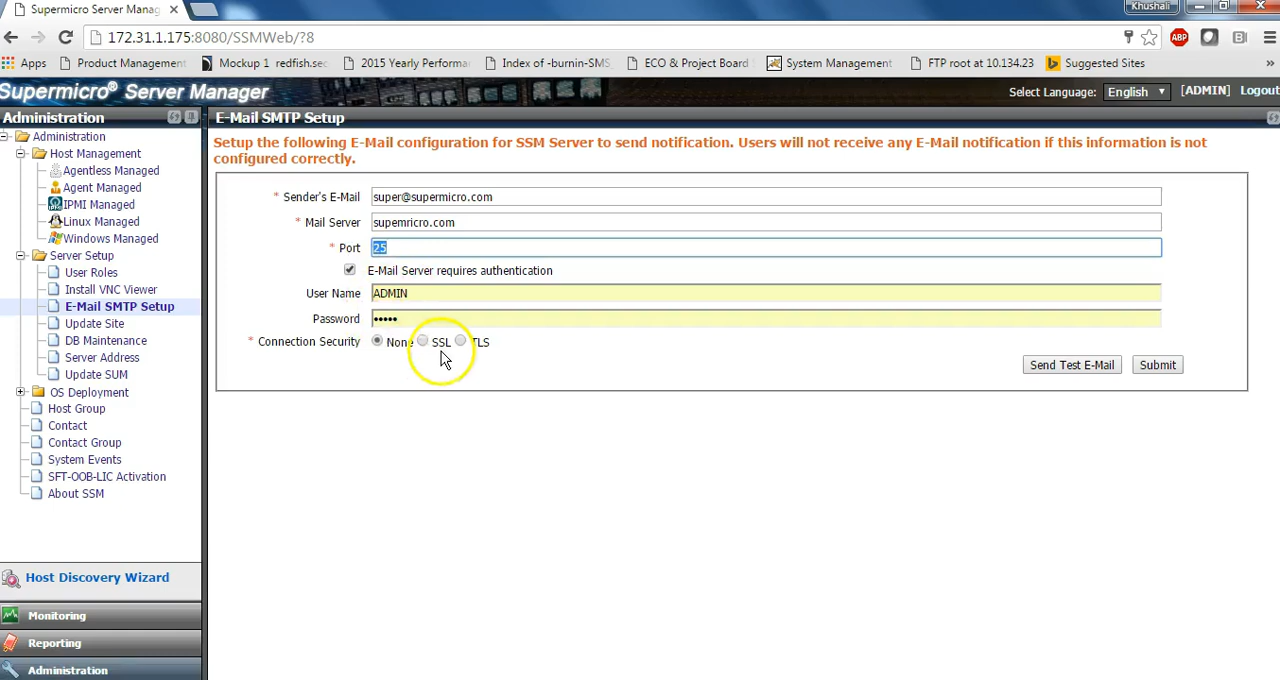 Supermicro Server Manag
Khushali
172.31.1.175:8080/SSMWeb/?8
ABP
Apps
Product Management
Mockup 1 redfish.sec
2015 Yearly Performa
Index of -burnin-SMS
ECO & Project Board
System Management
FTP root at 10.134.23
Suggested Sites
»
Supermicro® Server Manager
Select Language:
English
[ADMIN]
Logout
Administration
E-Mail SMTP Setup
Administration
Host Management
Agentless Managed
Agent Managed
IPMI Managed
Linux Managed
Windows Managed
Server Setup
User Roles
Install VNC Viewer
E-Mail SMTP Setup
Update Site
DB Maintenance
Server Address
Update SUM
OS Deployment
Host Group
Contact
Contact Group
System Events
SFT-OOB-LIC Activation
About SSM
Host Discovery Wizard
Monitoring
Reporting
Administration
Setup the following E-Mail configuration for SSM Server to send notification. Users will not receive any E-Mail notification if this information is not
configured correctly.
* Sender's E-Mail super@supermicro.com
* Mail Server supemricro.com
* Port 25
E-Mail Server requires authentication
User Name ADMIN
Password •••••
* Connection Security None SSL TLS
Send Test E-Mail Submit